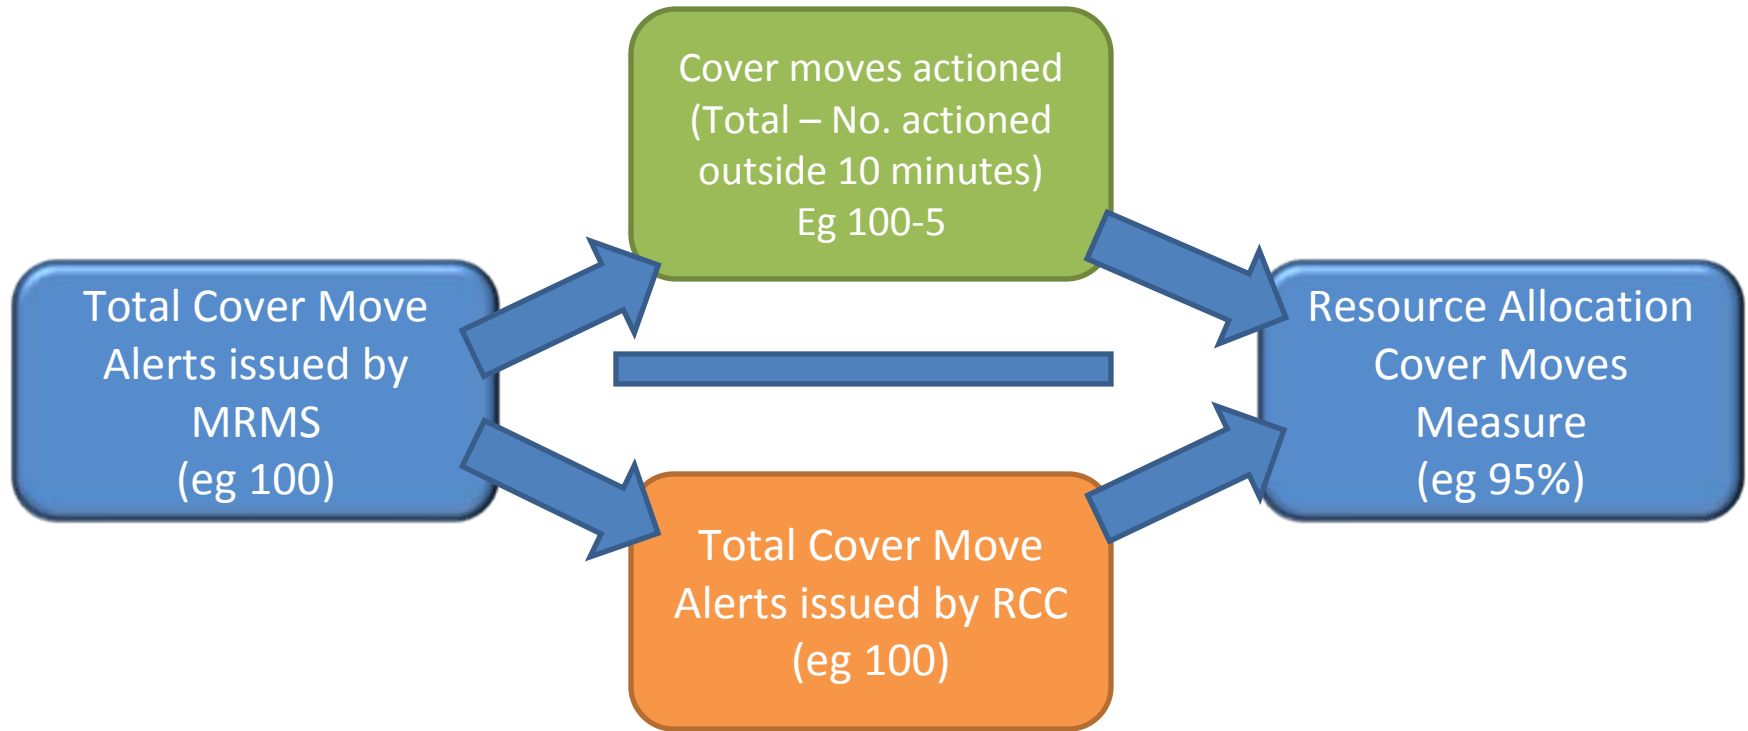 Cover moves actioned
(Total – No. actioned
outside 10 minutes)
Eg 100-5
Total Cover Move
Alerts issued by
MRMS
(eg 100)
Resource Allocation
Cover Moves
Measure
(eg 95%)
Total Cover Move
Alerts issued by RCC
(eg 100)